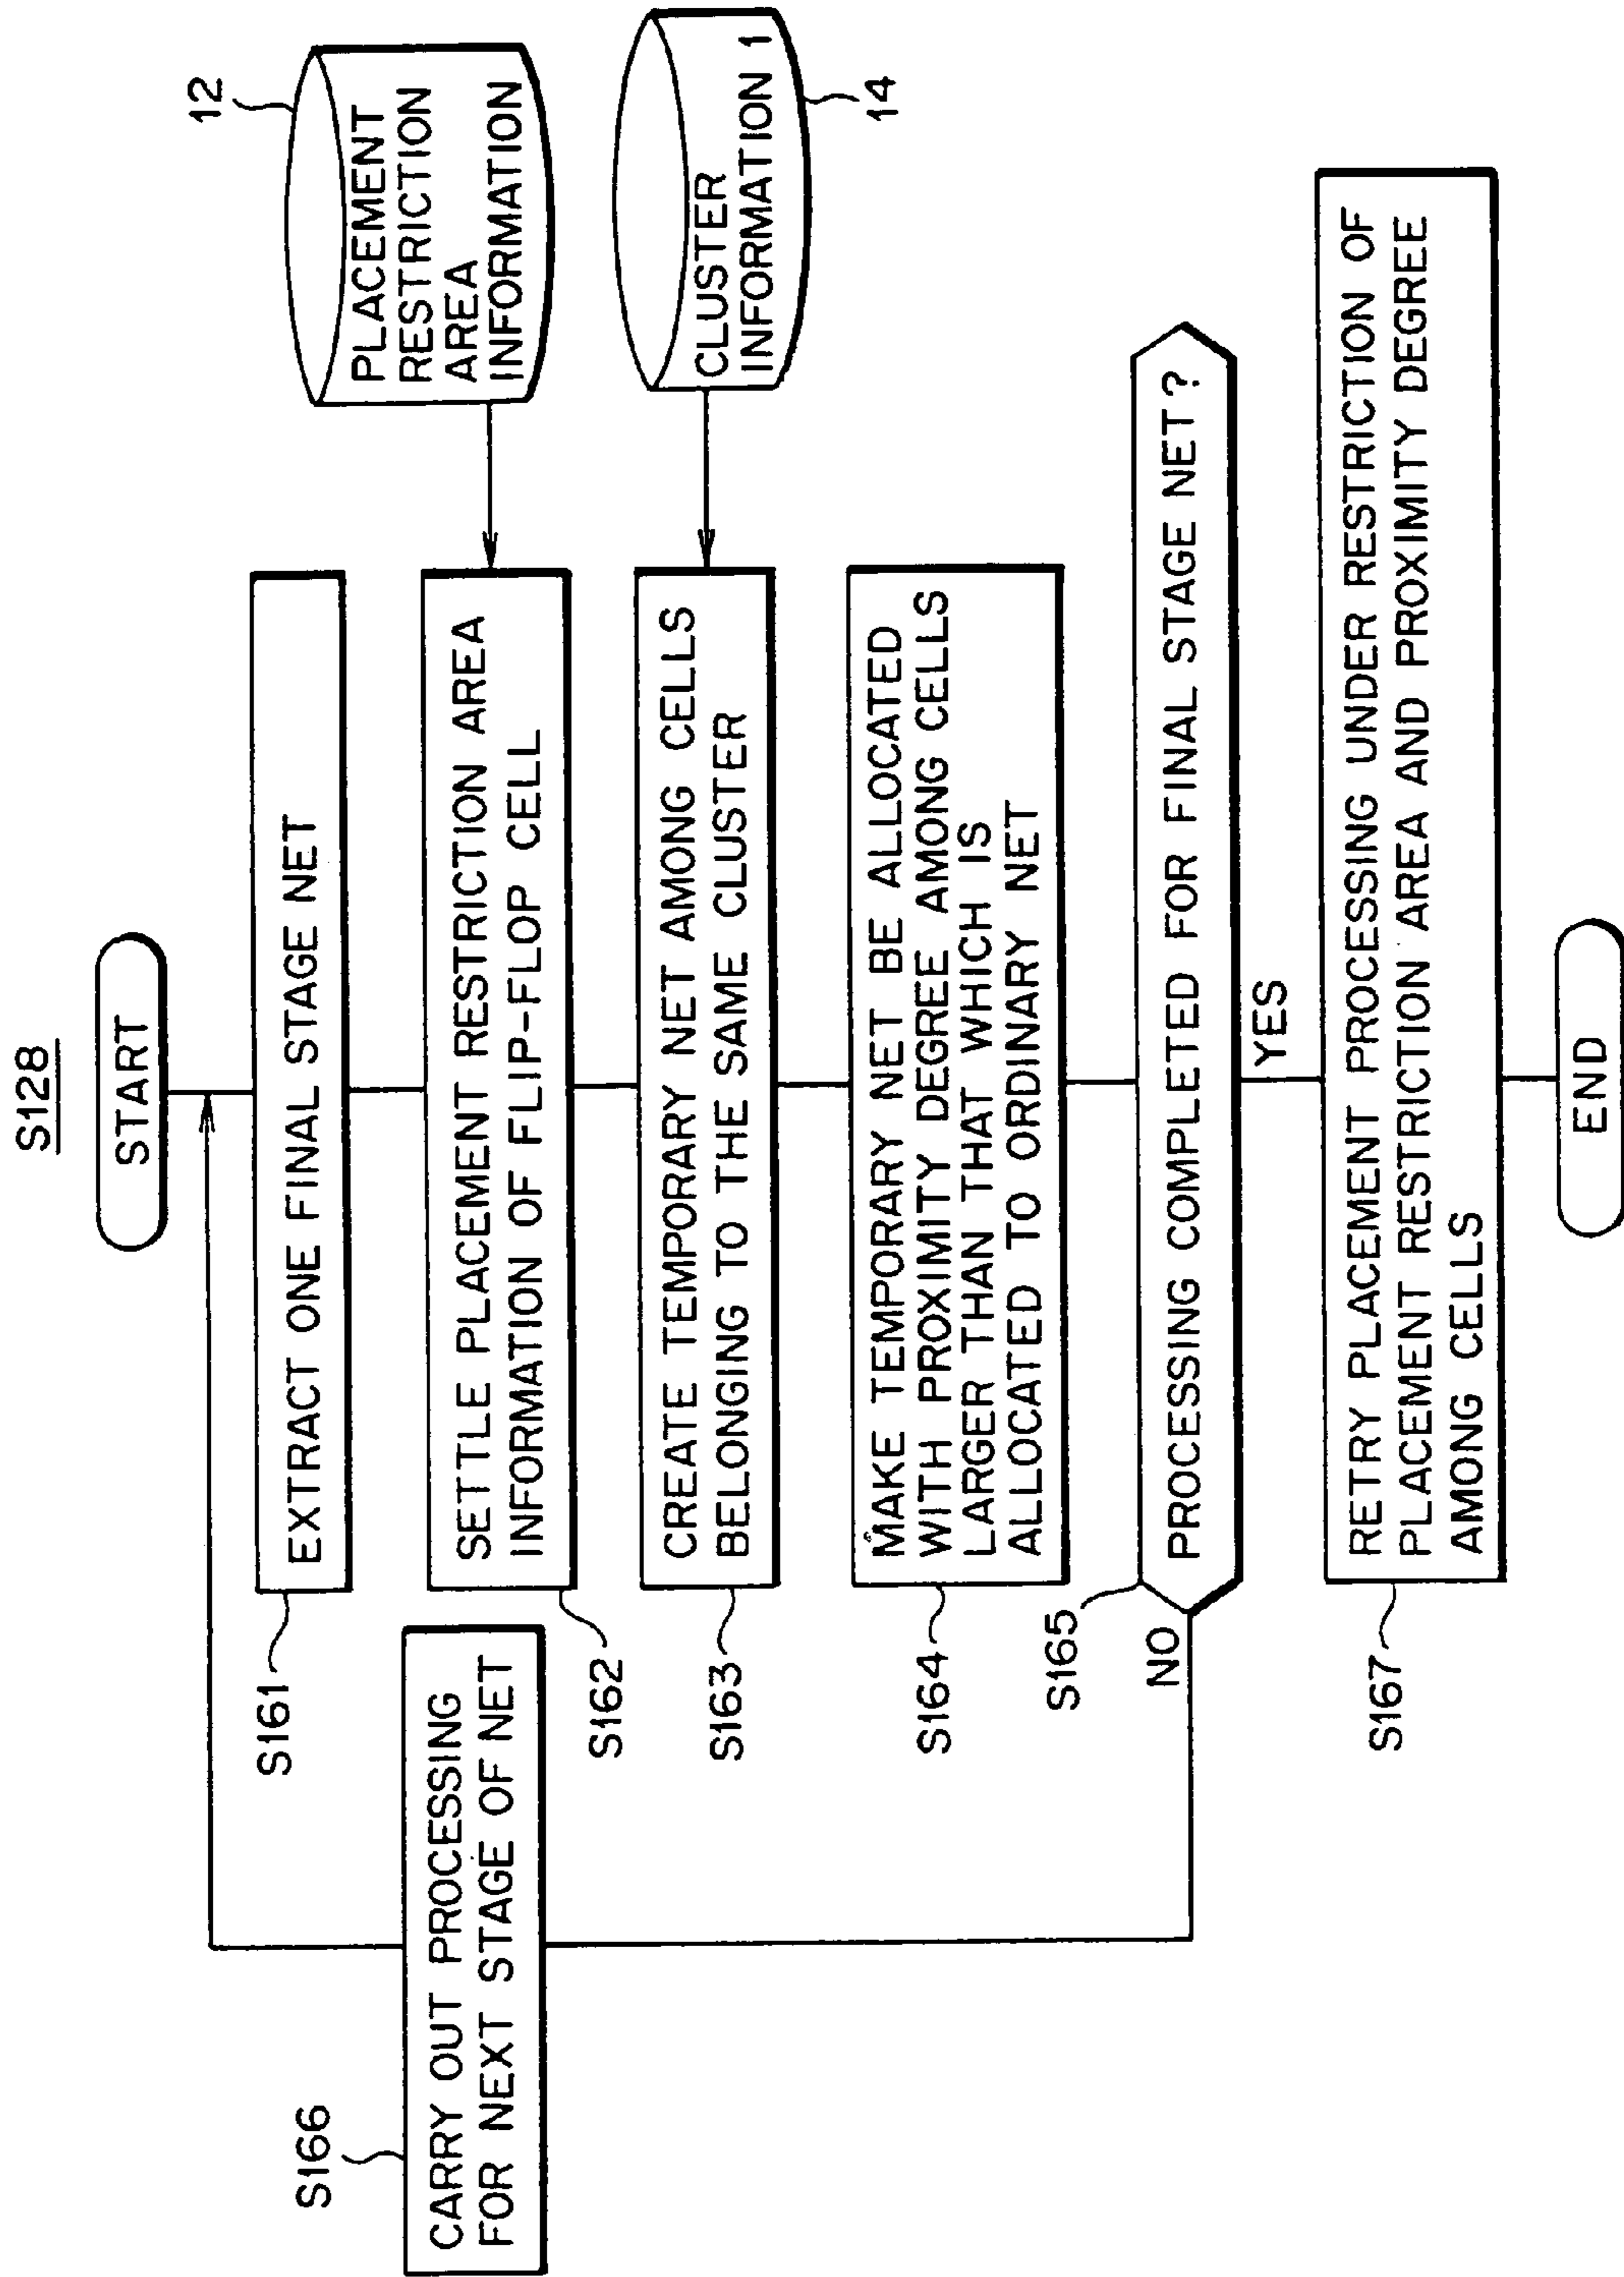 S128
START
EXTRACT ONE FINAL STAGE NET
S161
12
PLACEMENT
RESTRICTION
AREA
INFORMATION
SETTLE PLACEMENT RESTRICTION AREA
INFORMATION OF FLIP-FLOP CELL
S162
CLUSTER
INFORMATION 1
14
CREATE TEMPORARY NET AMONG CELLS
BELONGING TO THE SAME CLUSTER
S163
MAKE TEMPORARY NET BE ALLOCATED
WITH PROXIMITY DEGREE AMONG CELLS
LARGER THAN THAT WHICH IS
ALLOCATED TO ORDINARY NET
S164
S165
PROCESSING COMPLETED FOR FINAL STAGE NET?
NO
YES
S166
CARRY OUT PROCESSING
FOR NEXT STAGE OF NET
RETRY PLACEMENT PROCESSING UNDER RESTRICTION OF
PLACEMENT RESTRICTION AREA AND PROXIMITY DEGREE
AMONG CELLS
S167
END